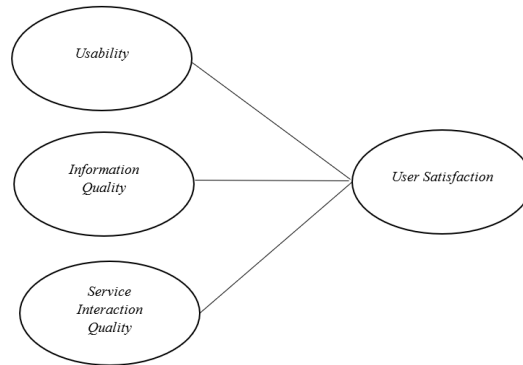 Usability
Information
Quality
User Satisfaction
Service
Interaction
Quality